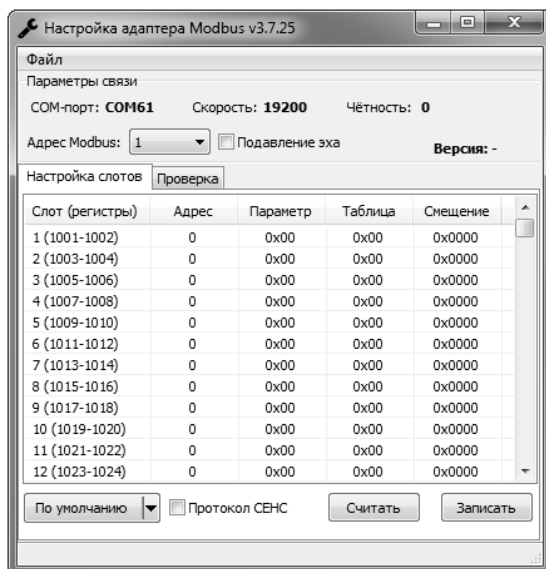 Настройка адаптера Modbus v3.7.25
Файл
Параметры связи
COM-порт: COM61 Скорость: 19200 Чётность: 0
Адрес Modbus: 1 Подавление эха Версия: -
Настройка слотов Проверка
Слот (регистры) Адрес Параметр Таблица Смещение
1 (1001-1002) 0 0x00 0x00 0x0000
2 (1003-1004) 0 0x00 0x00 0x0000
3 (1005-1006) 0 0x00 0x00 0x0000
4 (1007-1008) 0 0x00 0x00 0x0000
5 (1009-1010) 0 0x00 0x00 0x0000
6 (1011-1012) 0 0x00 0x00 0x0000
7 (1013-1014) 0 0x00 0x00 0x0000
8 (1015-1016) 0 0x00 0x00 0x0000
9 (1017-1018) 0 0x00 0x00 0x0000
10 (1019-1020) 0 0x00 0x00 0x0000
11 (1021-1022) 0 0x00 0x00 0x0000
12 (1023-1024) 0 0x00 0x00 0x0000
По умолчанию Протокол СЕНС Считать Записать